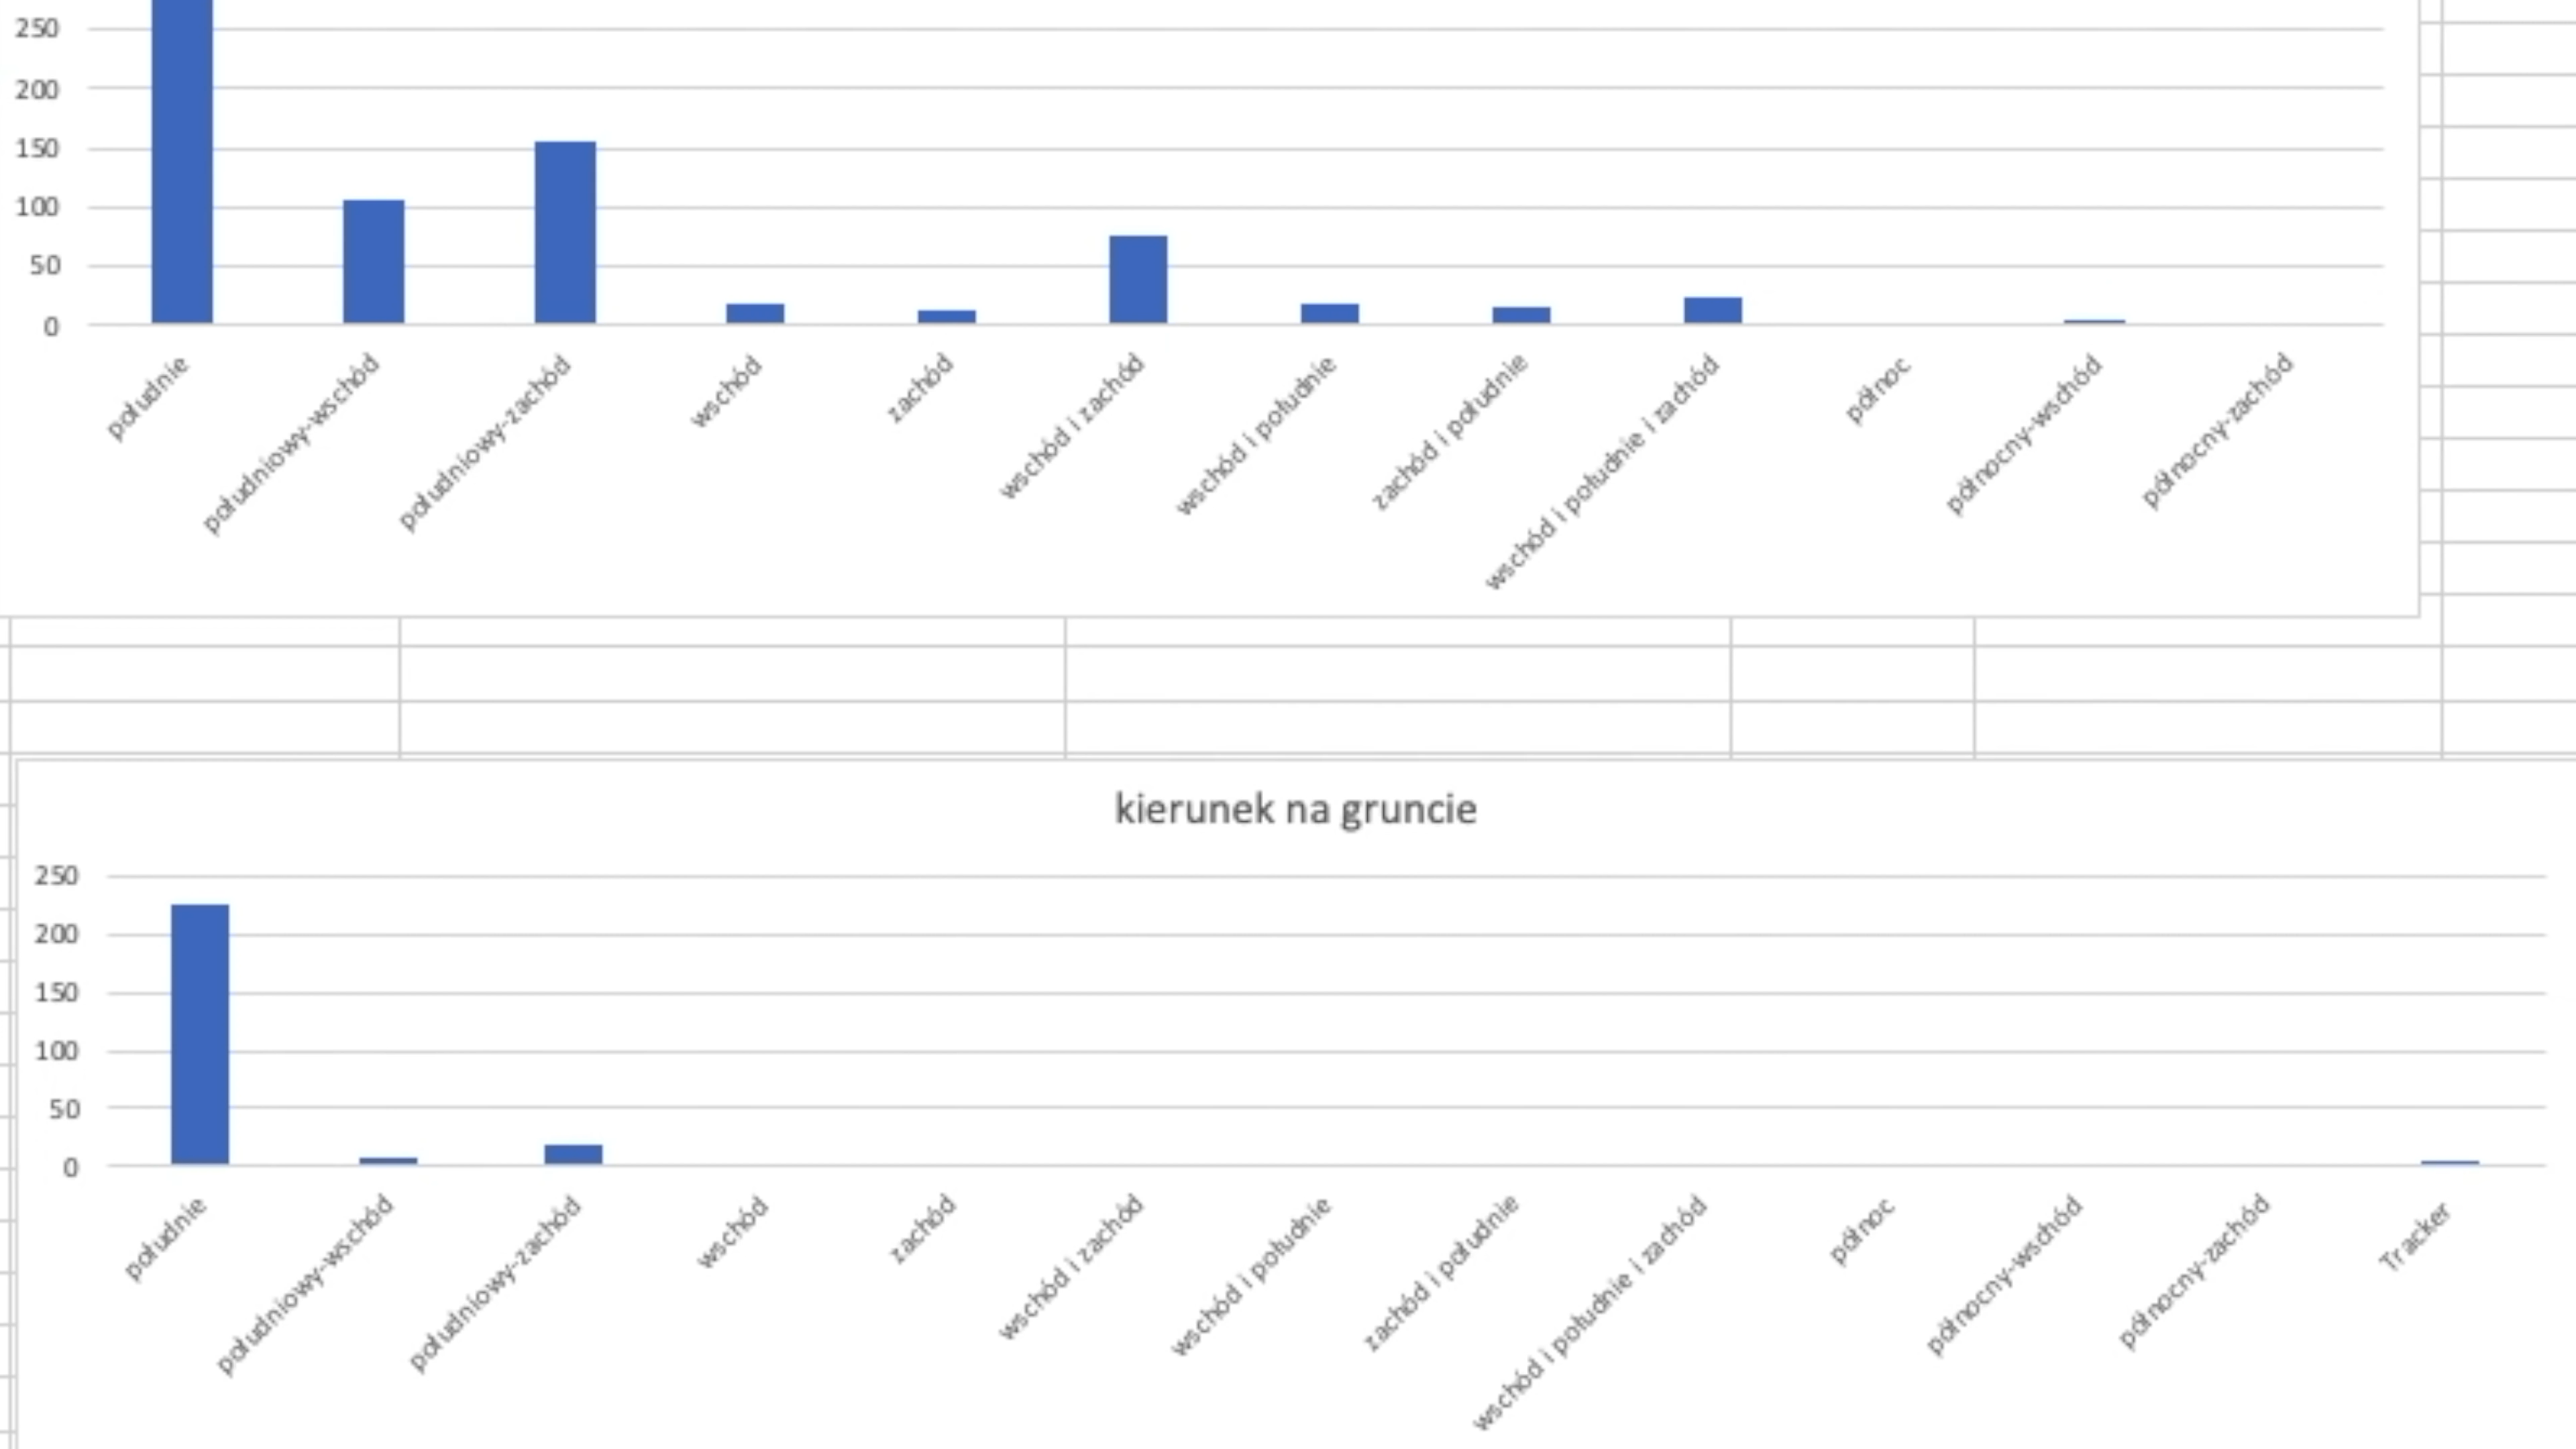 250
200
150
100
50
0
południe
południowy-wschód
południowy-zachód
wschód
zachód
wschód i zachód
wschód i południe
zachód i południe
wschód i południe i zachód
północ
północny-wschód
północny-zachód
kierunek na gruncie
250
200
150
100
50
0
południe
południowy-wschód
południowy-zachód
wschód
zachód
wschód i zachód
wschód i południe
zachód i południe
wschód i południe i zachód
północ
północny-wschód
północny-zachód
Tracker